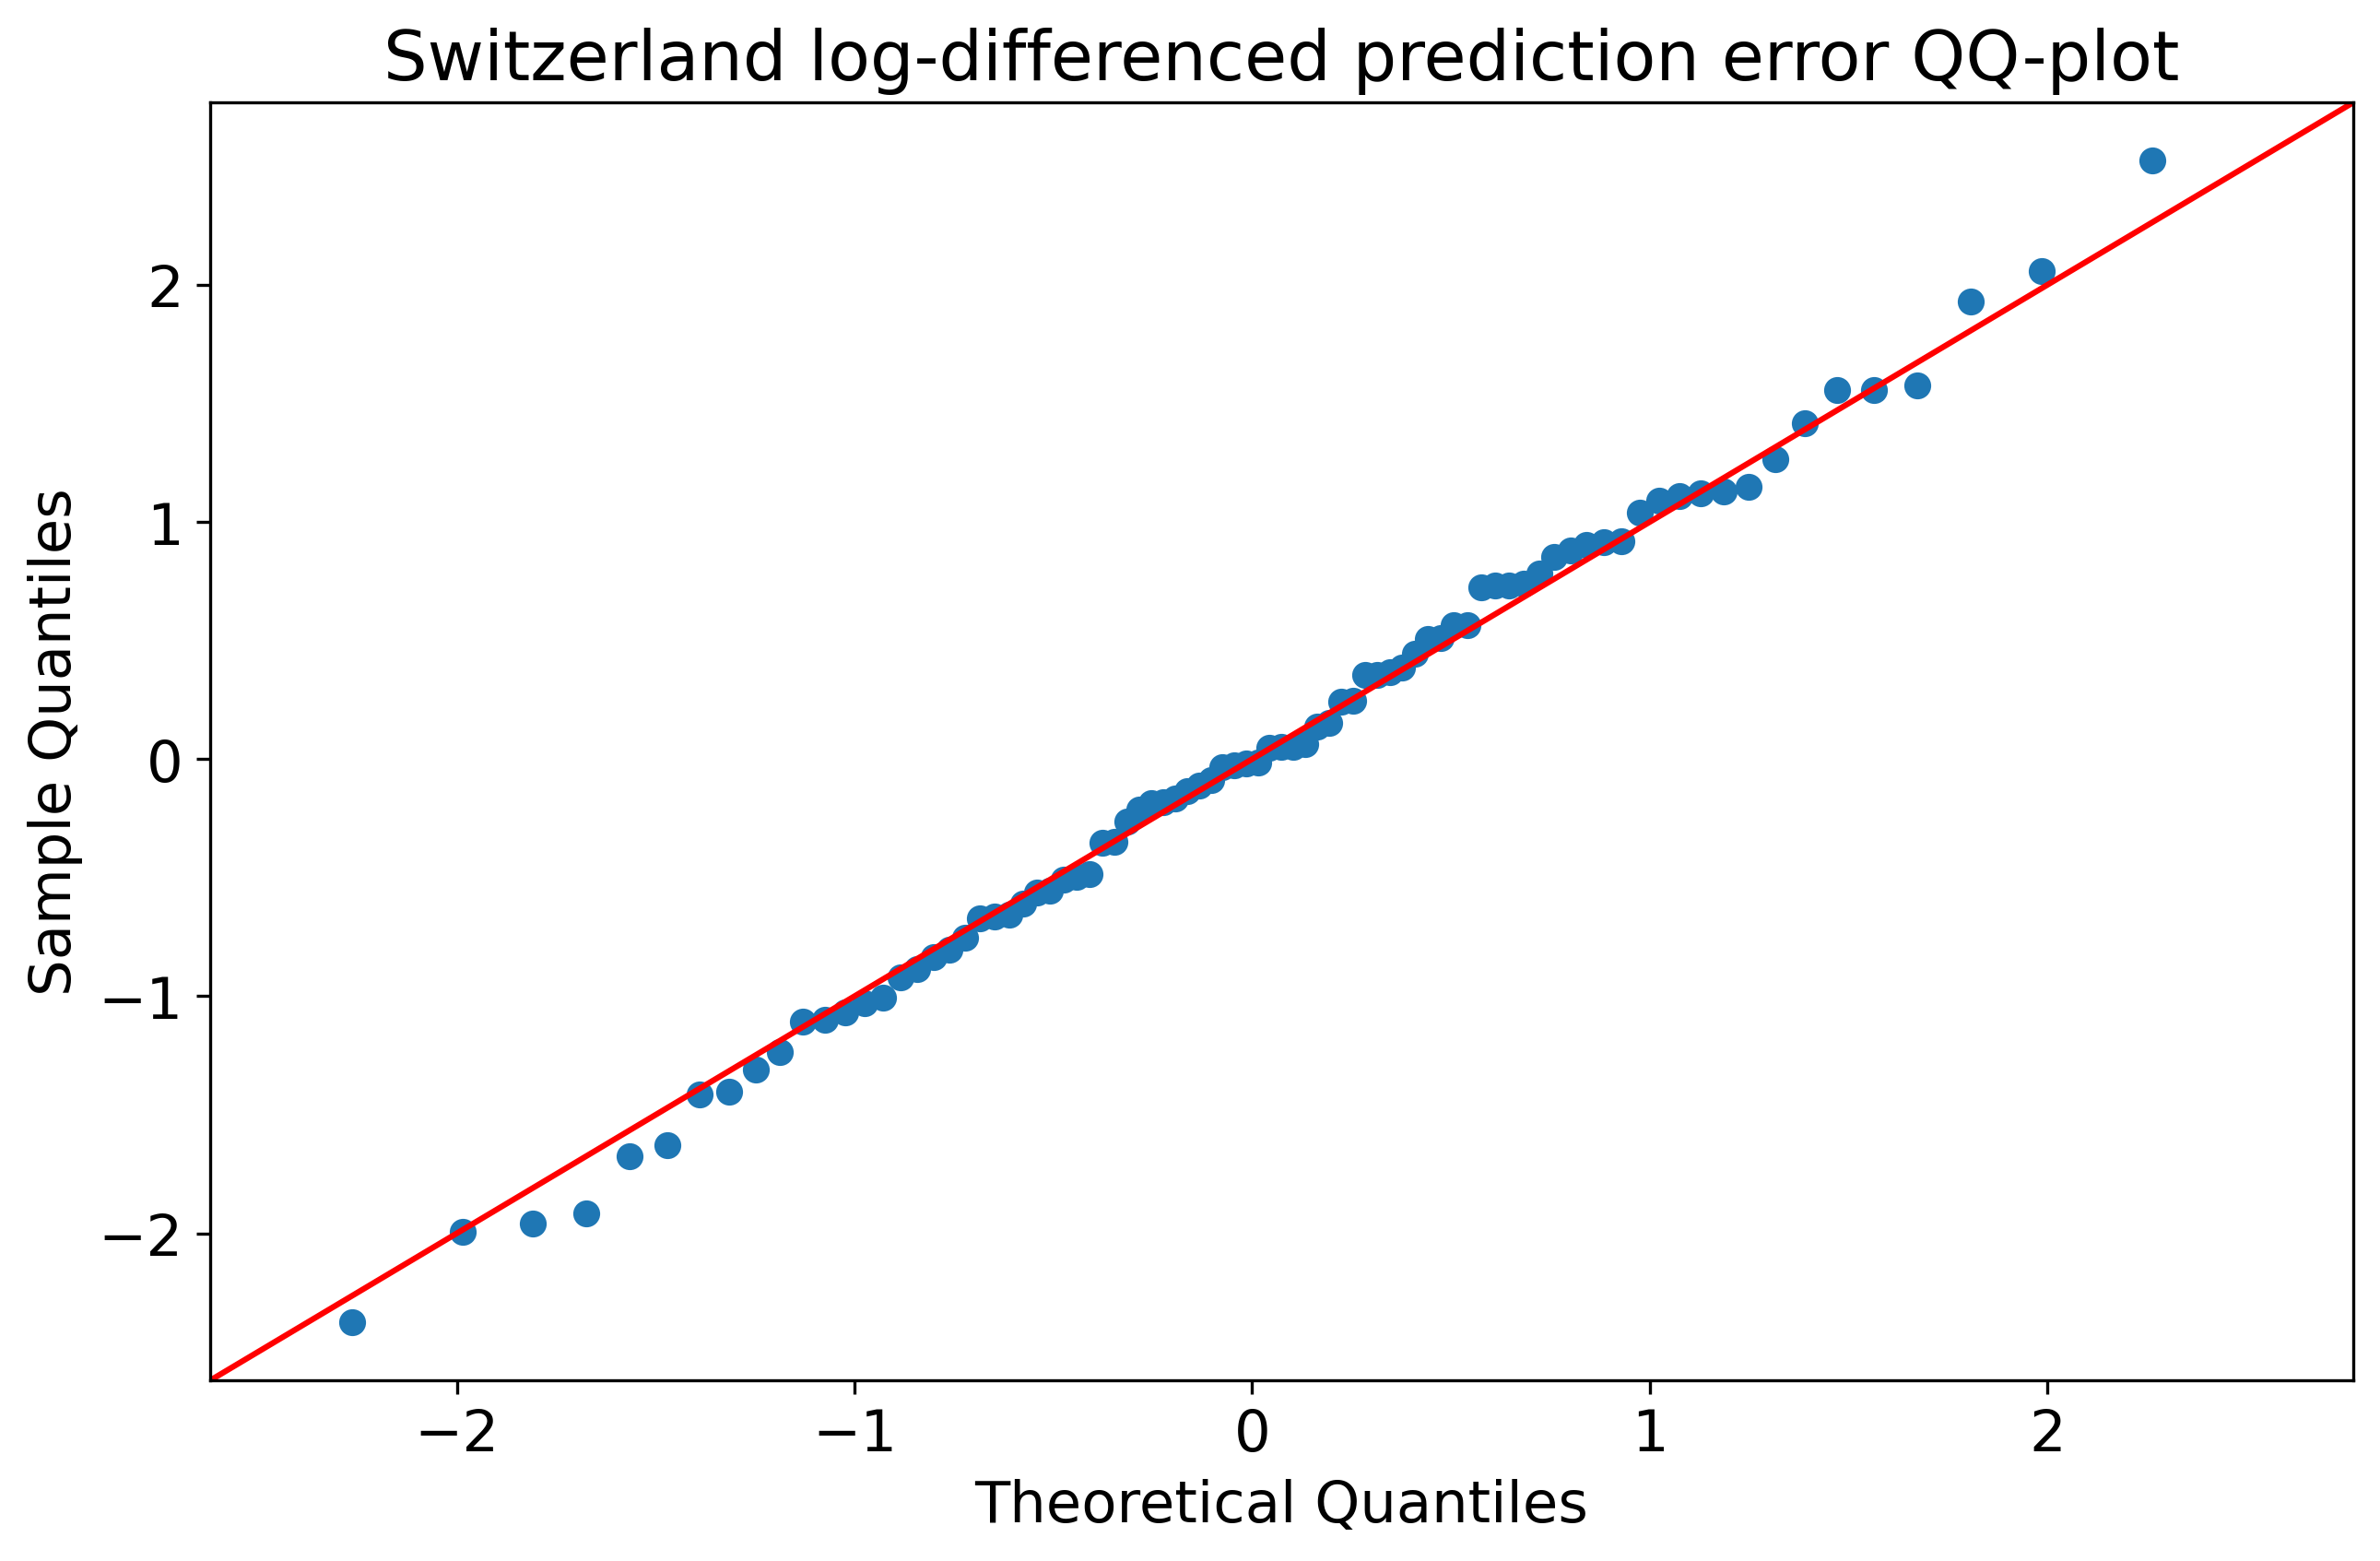 Switzerland log-differenced prediction error QQ-plot
2
1
0
−1
−2
Sample Quantiles
−2 −1 0 1 2
Theoretical Quantiles